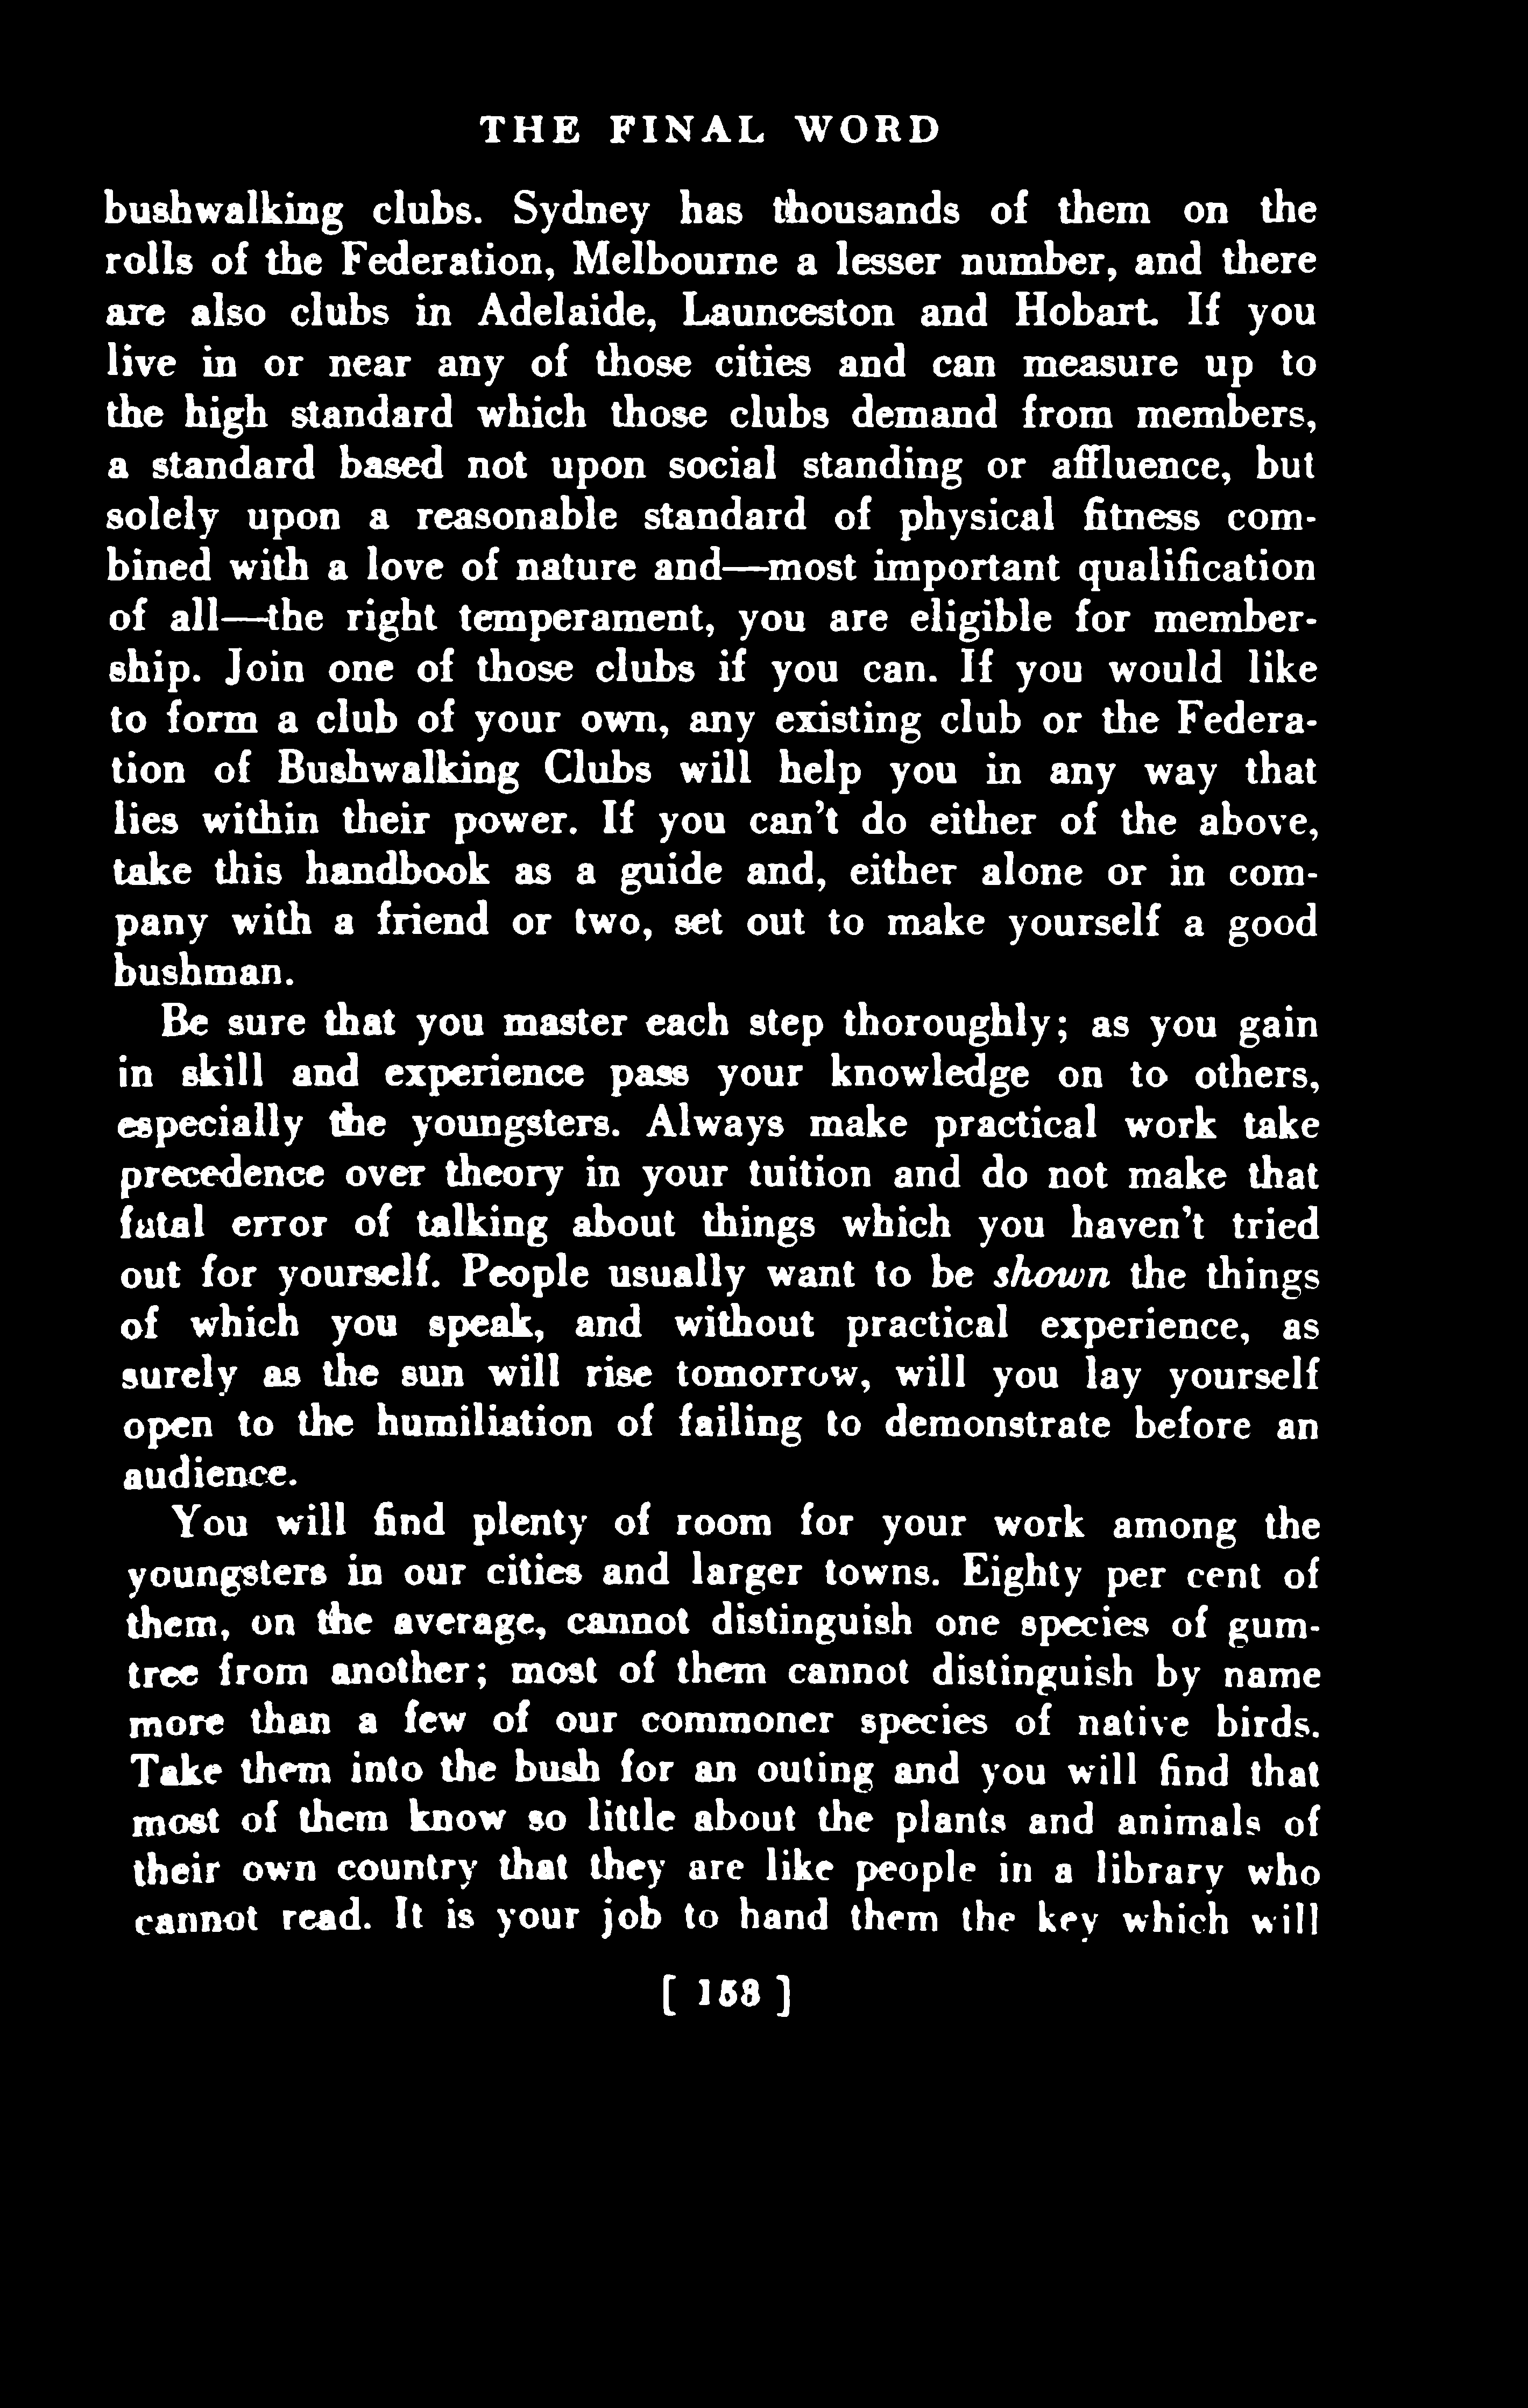 THE FINAL WORD
bushwalking clubs. Sydney has thousands of them on the
rolls of the Federation, Melbourne a lesser number, and there
are also clubs in Adelaide, Launceston and Hobart. If you
live in or near any of those cities and can measure up to
the high standard which those clubs demand from members,
a standard based not upon social standing or affluence, but
solely upon a reasonable standard of physical fitness com-
bined with a love of nature and—most important qualification
of all—the right temperament, you are eligible for member-
ship. Join one of those clubs if you can. If you would like
to form a club of your own, any existing club or the Federa-
tion of Bushwalking Clubs will help you in any way that
lies within their power. If you can't do either of the above,
take this handbook as a guide and, either alone or in com-
pany with a friend or two, set out to make yourself a good
bushman.
Be sure that you master each step thoroughly; as you gain
in skill and experience pass your knowledge on to others,
especially the youngsters. Always make practical work take
precedence over theory in your tuition and do not make that
fatal error of talking about things which you haven't tried
out for yourself. People usually want to be shown the things
of which you speak, and without practical experience, as
surely as the sun will rise tomorrow, will you lay yourself
open to the humiliation of failing to demonstrate before an
audience.
You will find plenty of room for your work among the
youngsters in our cities and larger towns. Eighty per cent of
them, on the average, cannot distinguish one species of gum-
tree from another; most of them cannot distinguish by name
more than a few of our commoner species of native birds.
Take them into the bush for an outing and you will find that
most of them know so little about the plants and animals of
their own country that they are like people in a library who
cannot read. It is your job to hand them the key which will